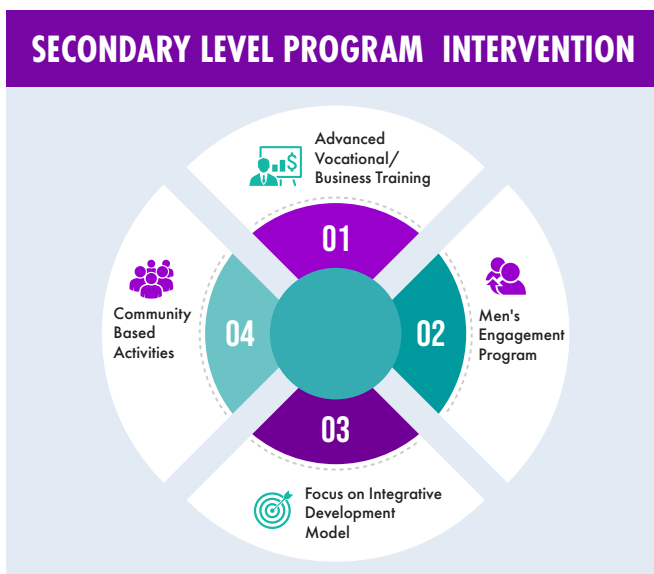 SECONDARY LEVEL PROGRAM INTERVENTION
Advanced
Vocational/
Business Training
$
01
Men's
Engagement
Program
02
03
Focus on Integrative
Development
Model
Community
Based
Activities
04